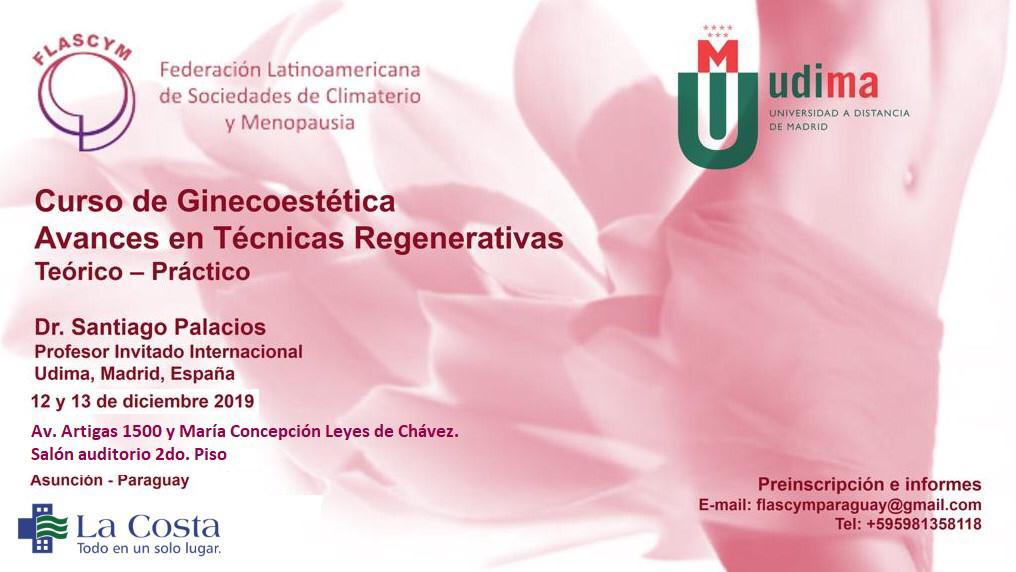 FLASCYM
Federación Latinoamericana
de Sociedades de Climaterio
y Menopausia
MU
udima
UNIVERSIDAD A DISTANCIA
DE MADRID
Curso de Ginecoestética
Avances en Técnicas Regenerativas
Teórico – Práctico
Dr. Santiago Palacios
Profesor Invitado Internacional
Udima, Madrid, España
12 y 13 de diciembre 2019
Av. Artigas 1500 y María Concepción Leyes de Chávez.
Salón auditorio 2do. Piso
Asunción - Paraguay
La Costa
Todo en un solo lugar.
Preinscripción e informes
E-mail: flascymparaguay@gmail.com
Tel: +595981358118